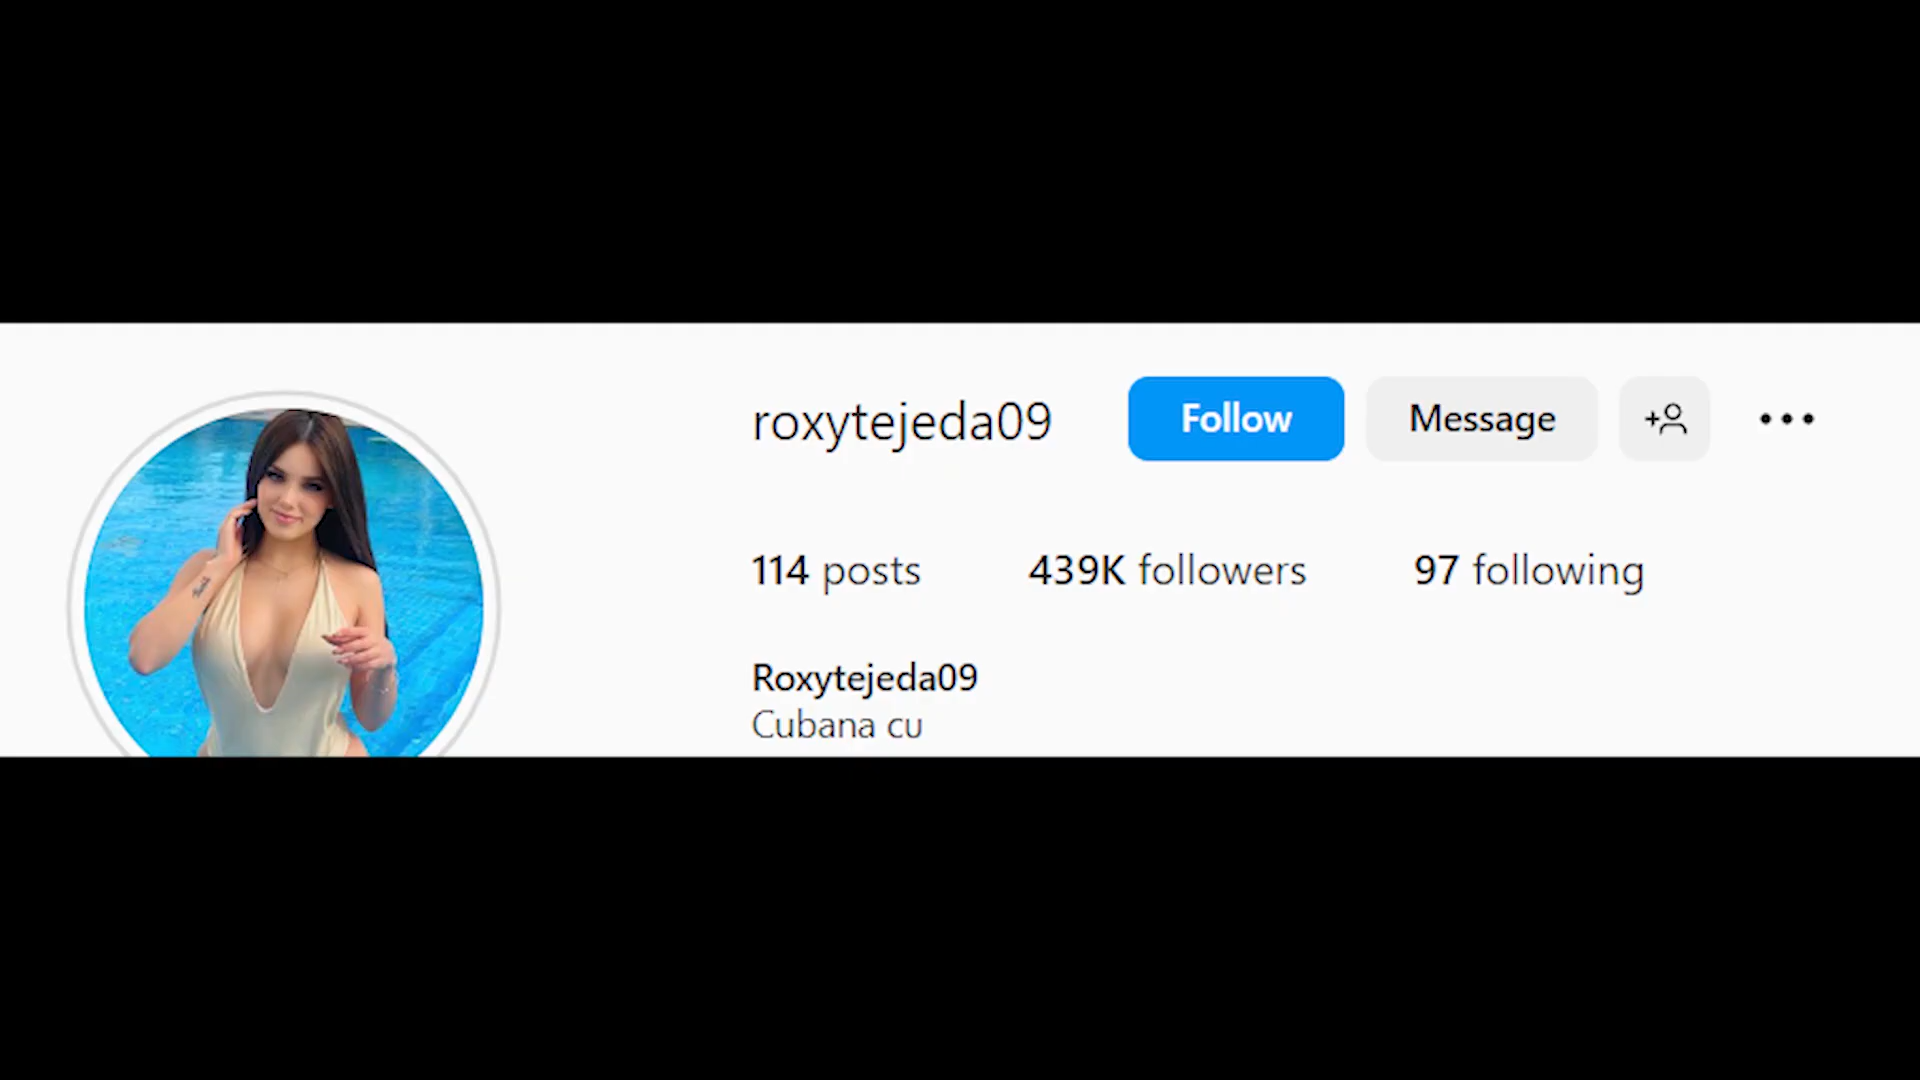 roxytejeda09 Follow Message
114 posts 439K followers 97 following
Roxytejeda09
Cubana cu